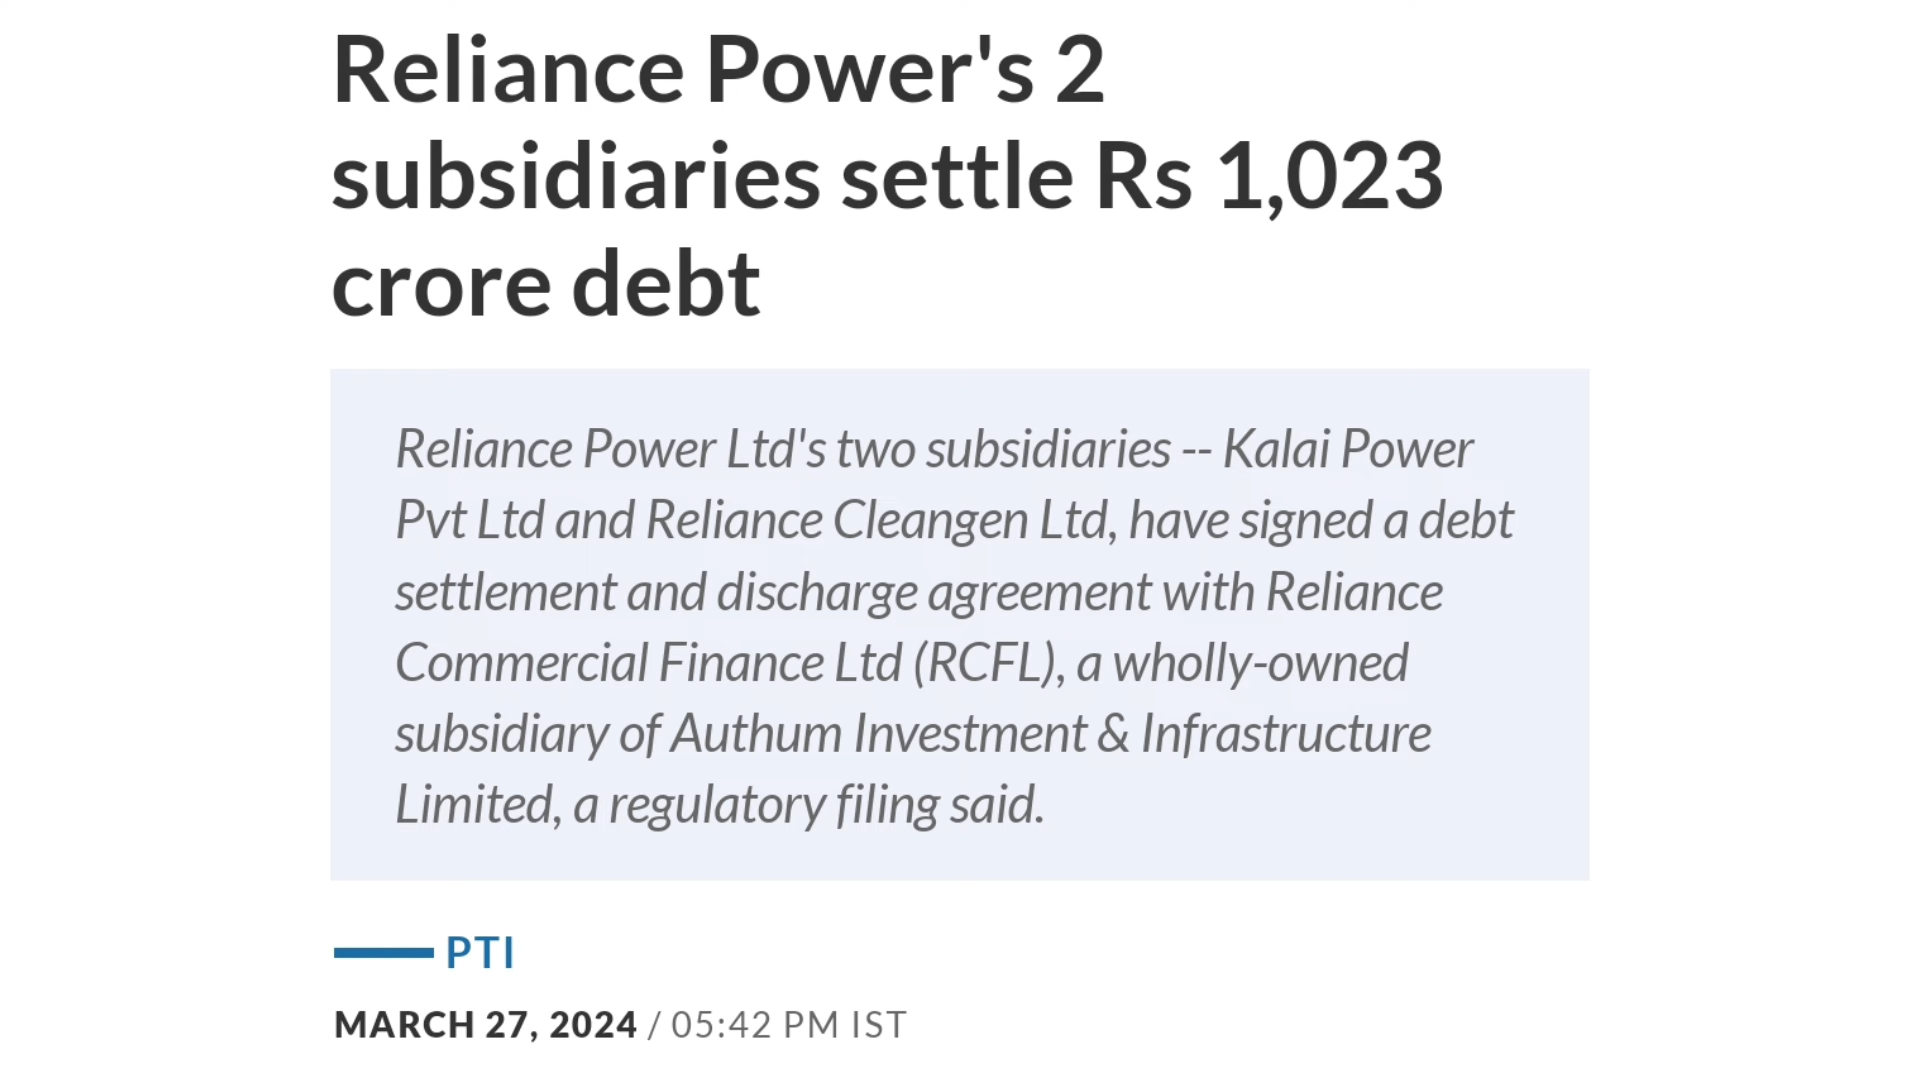 Reliance Power's 2
subsidiaries settle Rs 1,023
crore debt
Reliance Power Ltd's two subsidiaries -- Kalai Power
Pvt Ltd and Reliance Cleangen Ltd, have signed a debt
settlement and discharge agreement with Reliance
Commercial Finance Ltd (RCFL), a wholly-owned
subsidiary of Authum Investment & Infrastructure
Limited, a regulatory filing said.
PTI
MARCH 27, 2024 / 05:42 PM IST